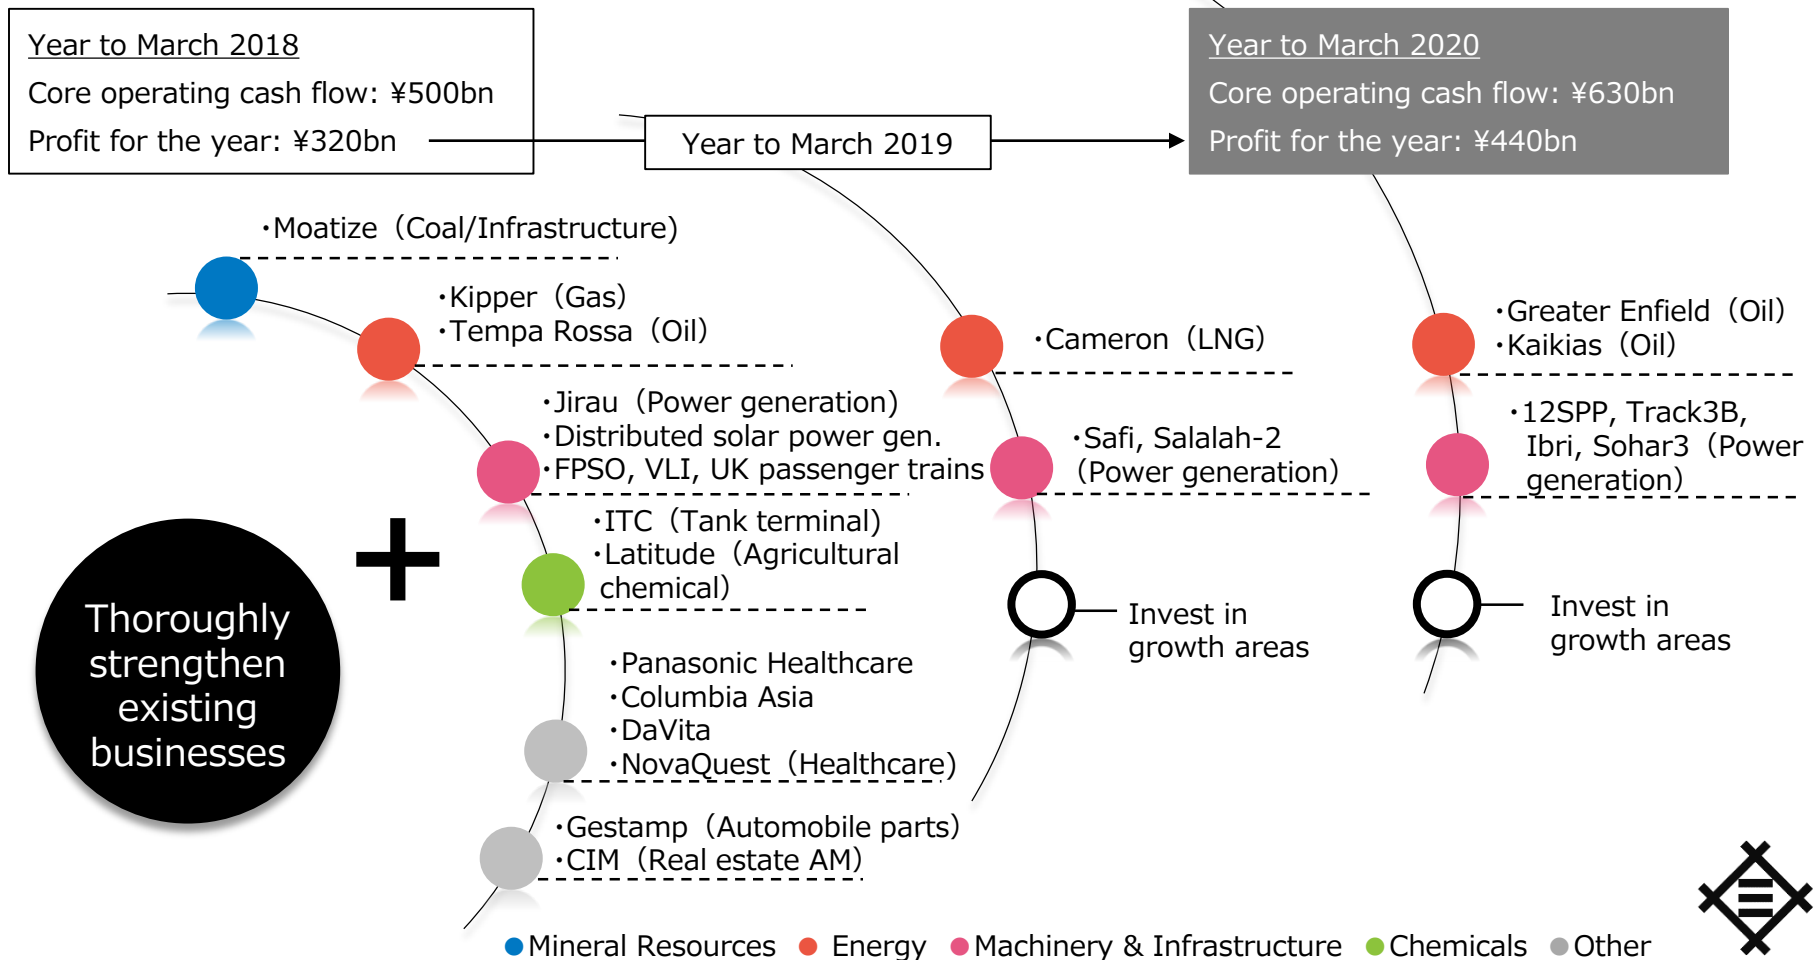 Year to March 2018
Core operating cash flow: ¥500bn
Profit for the year: ¥320bn
Year to March 2019
Year to March 2020
Core operating cash flow: ¥630bn
Profit for the year: ¥440bn
・Moatize（Coal/Infrastructure)
・Kipper（Gas）
・Tempa Rossa（Oil）
・Jirau（Power generation）
・Distributed solar power gen.
・FPSO, VLI, UK passenger trains
・ITC（Tank terminal）
・Latitude（Agricultural
chemical）
・Panasonic Healthcare
・Columbia Asia
・DaVita
・NovaQuest（Healthcare）
・Gestamp（Automobile parts）
・CIM（Real estate AM）
・Cameron（LNG）
・Safi, Salalah-2
（Power generation）
Invest in
growth areas
・Greater Enfield（Oil）
・Kaikias（Oil）
・12SPP, Track3B,
Ibri, Sohar3（Power
generation）
Invest in
growth areas
Thoroughly
strengthen
existing
businesses
+
Mineral Resources Energy Machinery & Infrastructure Chemicals Other